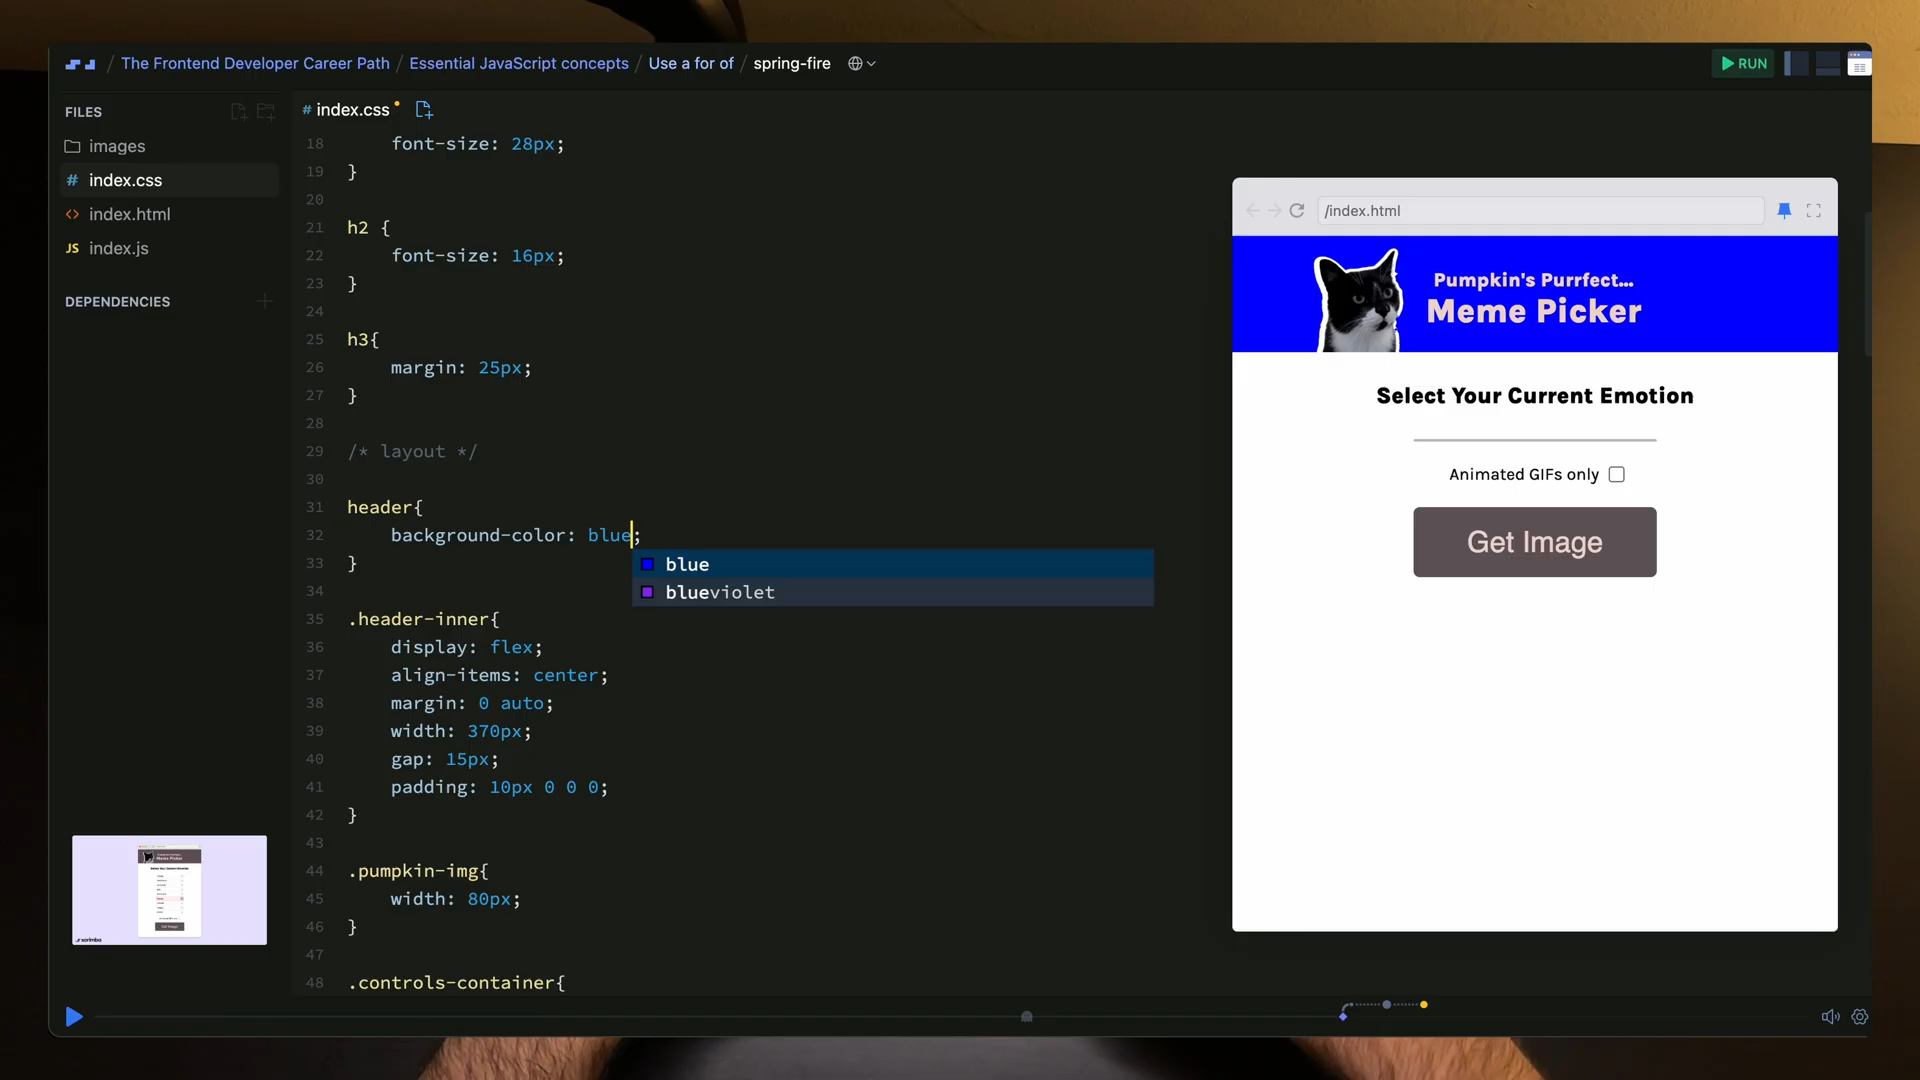 / The Frontend Developer Career Path / Essential JavaScript concepts / Use a for of / spring-fire
RUN
FILES
images
# index.css
<> index.html
JS index.js
DEPENDENCIES
# index.css
18 font-size: 28px;
19 }
20
21 h2 {
22 font-size: 16px;
23 }
24
25 h3{
26 margin: 25px;
27 }
28
29 /* layout */
30
31 header{
32 background-color: blue;
blue
blueviolet
33 }
34
35 .header-inner{
36 display: flex;
37 align-items: center;
38 margin: 0 auto;
39 width: 370px;
40 gap: 15px;
41 padding: 10px 0 0 0;
42 }
43
44 .pumpkin-img{
45 width: 80px;
46 }
47
48 .controls-container{
/index.html
Pumpkin's Purrfect...
Meme Picker
Select Your Current Emotion
Animated GIFs only
Get Image
Meme Picker
scrimba